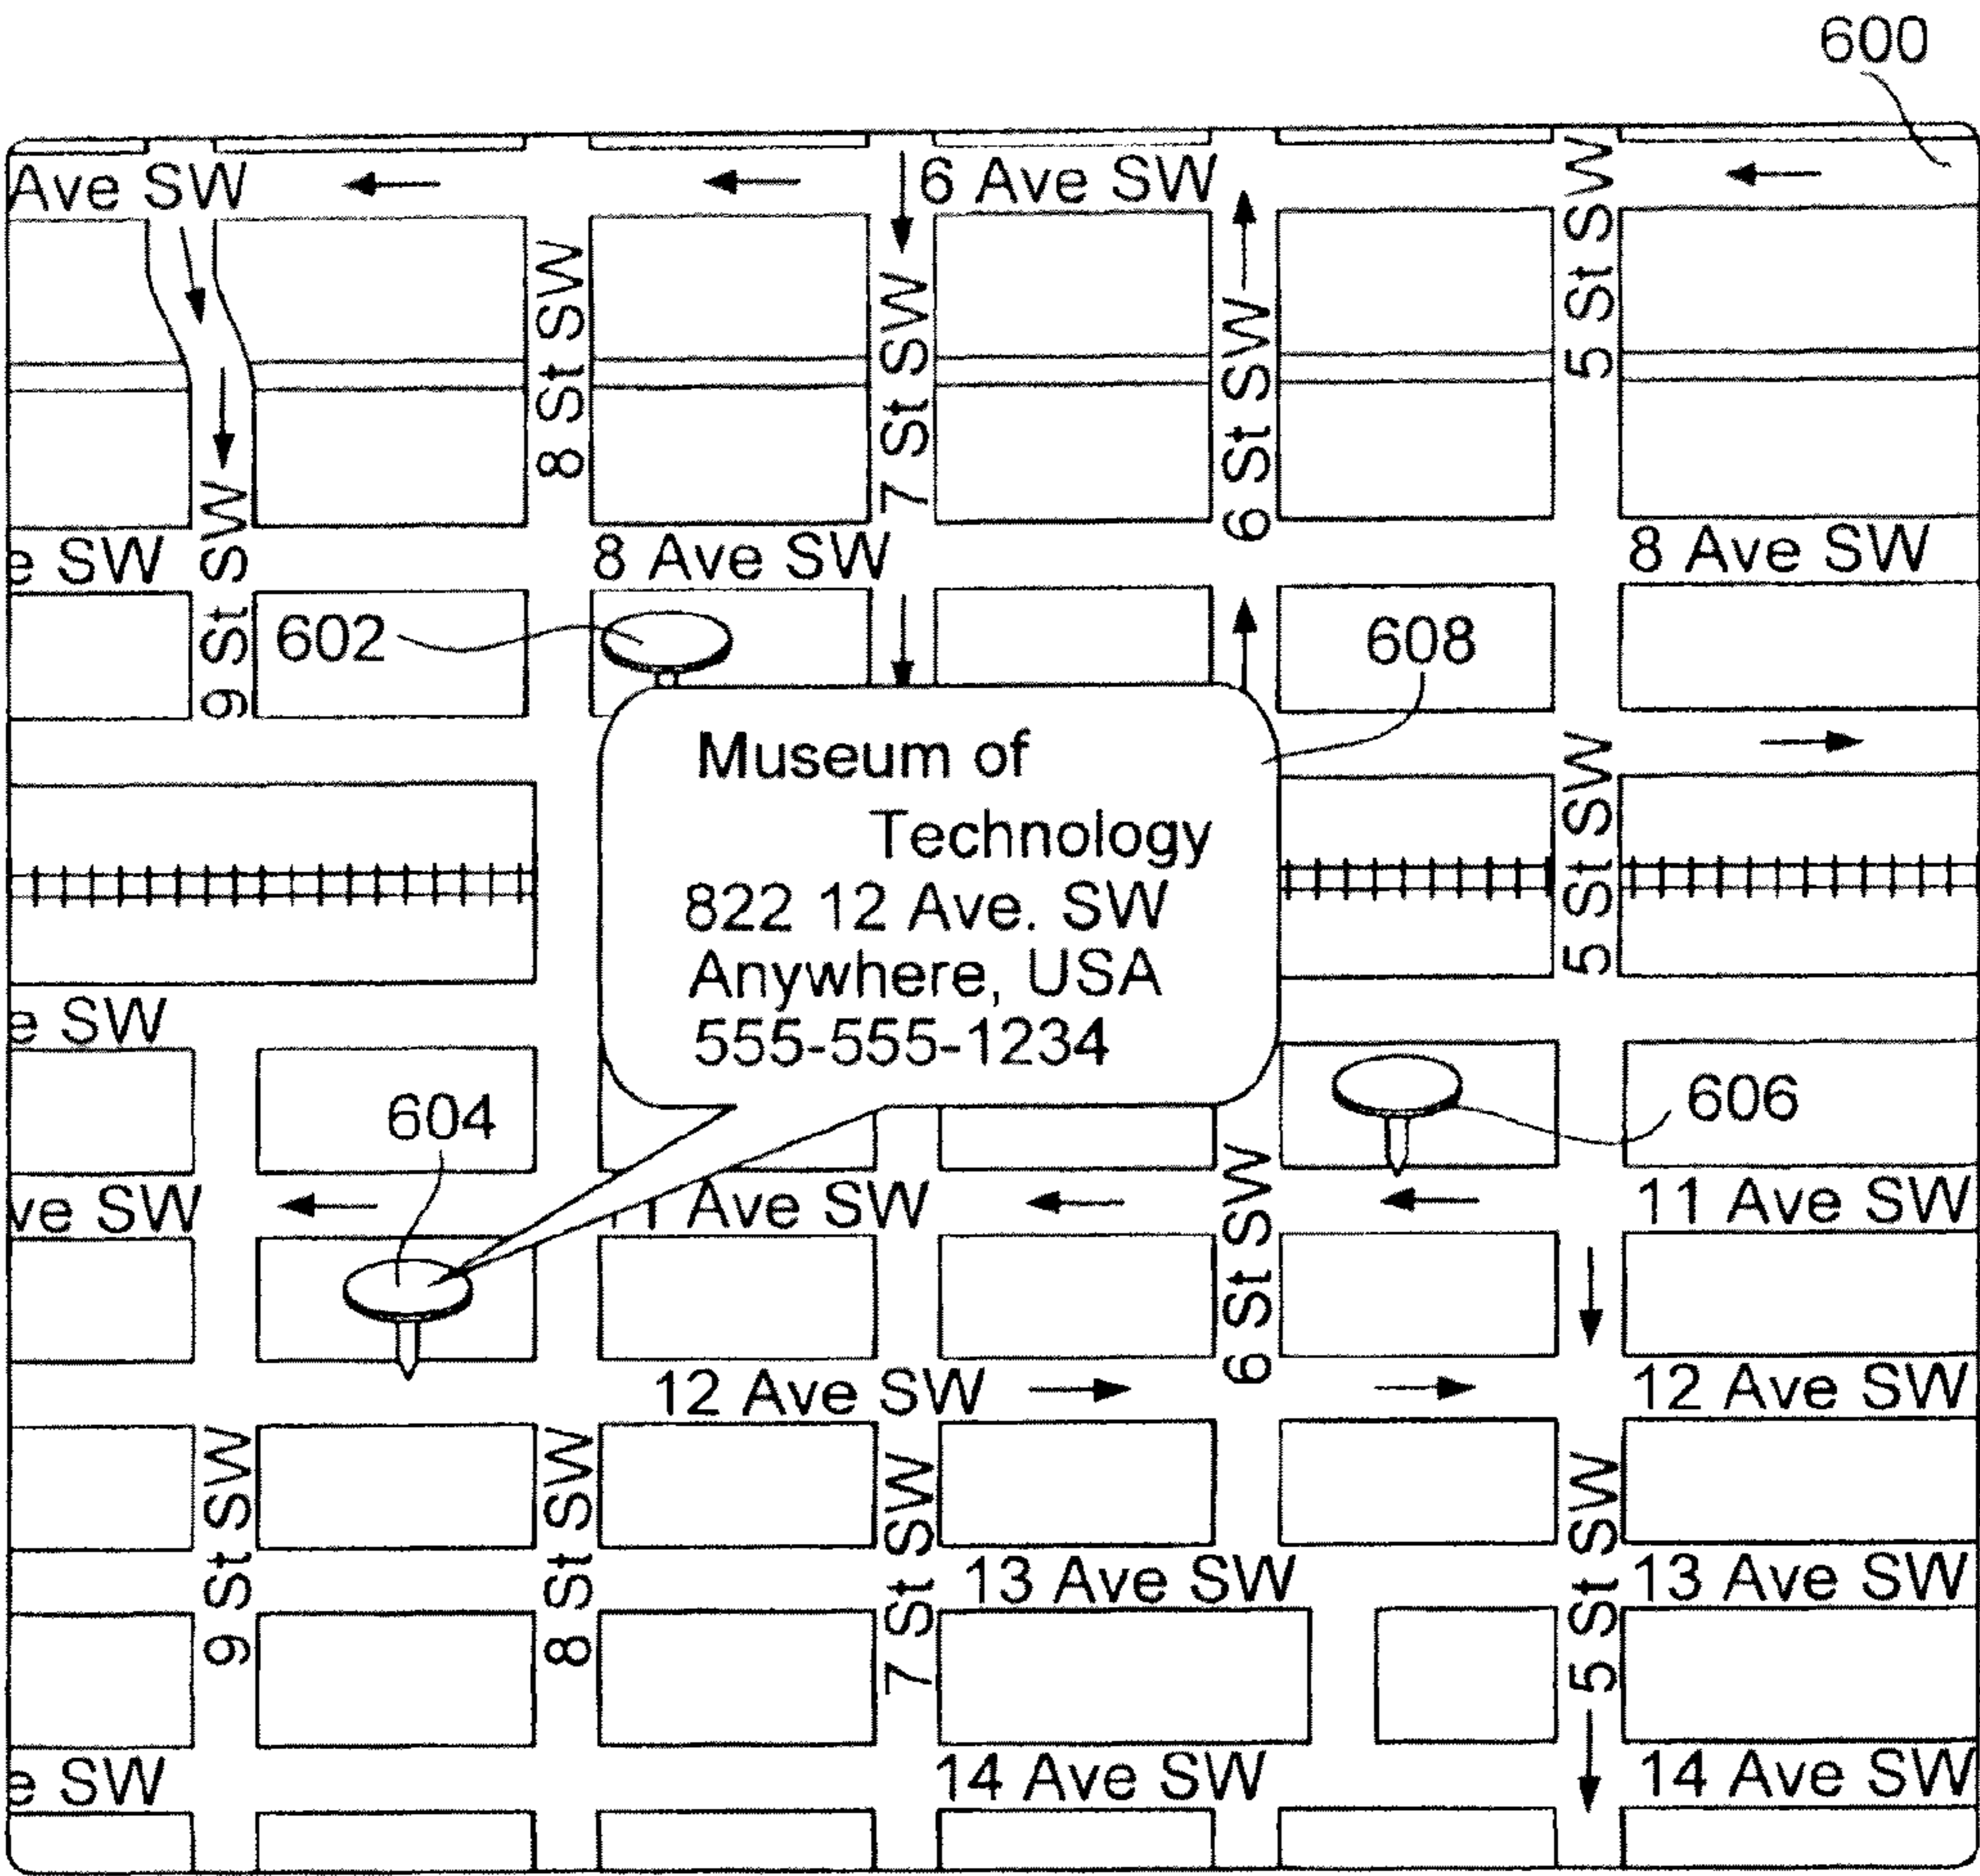 600
Ave SW
6 Ave SW
5 St SW
8 St SW
7 St SW
6 St SW
9 St SW
e SW
8 Ave SW
8 Ave SW
602
608
Museum of
Technology
822 12 Ave. SW
Anywhere, USA
555-555-1234
5 St SW
e SW
604
606
ve SW
11 Ave SW
11 Ave SW
6 St SW
12 Ave SW
12 Ave SW
9 St SW
8 St SW
7 St SW
5 St SW
13 Ave SW
13 Ave SW
e SW
14 Ave SW
14 Ave SW